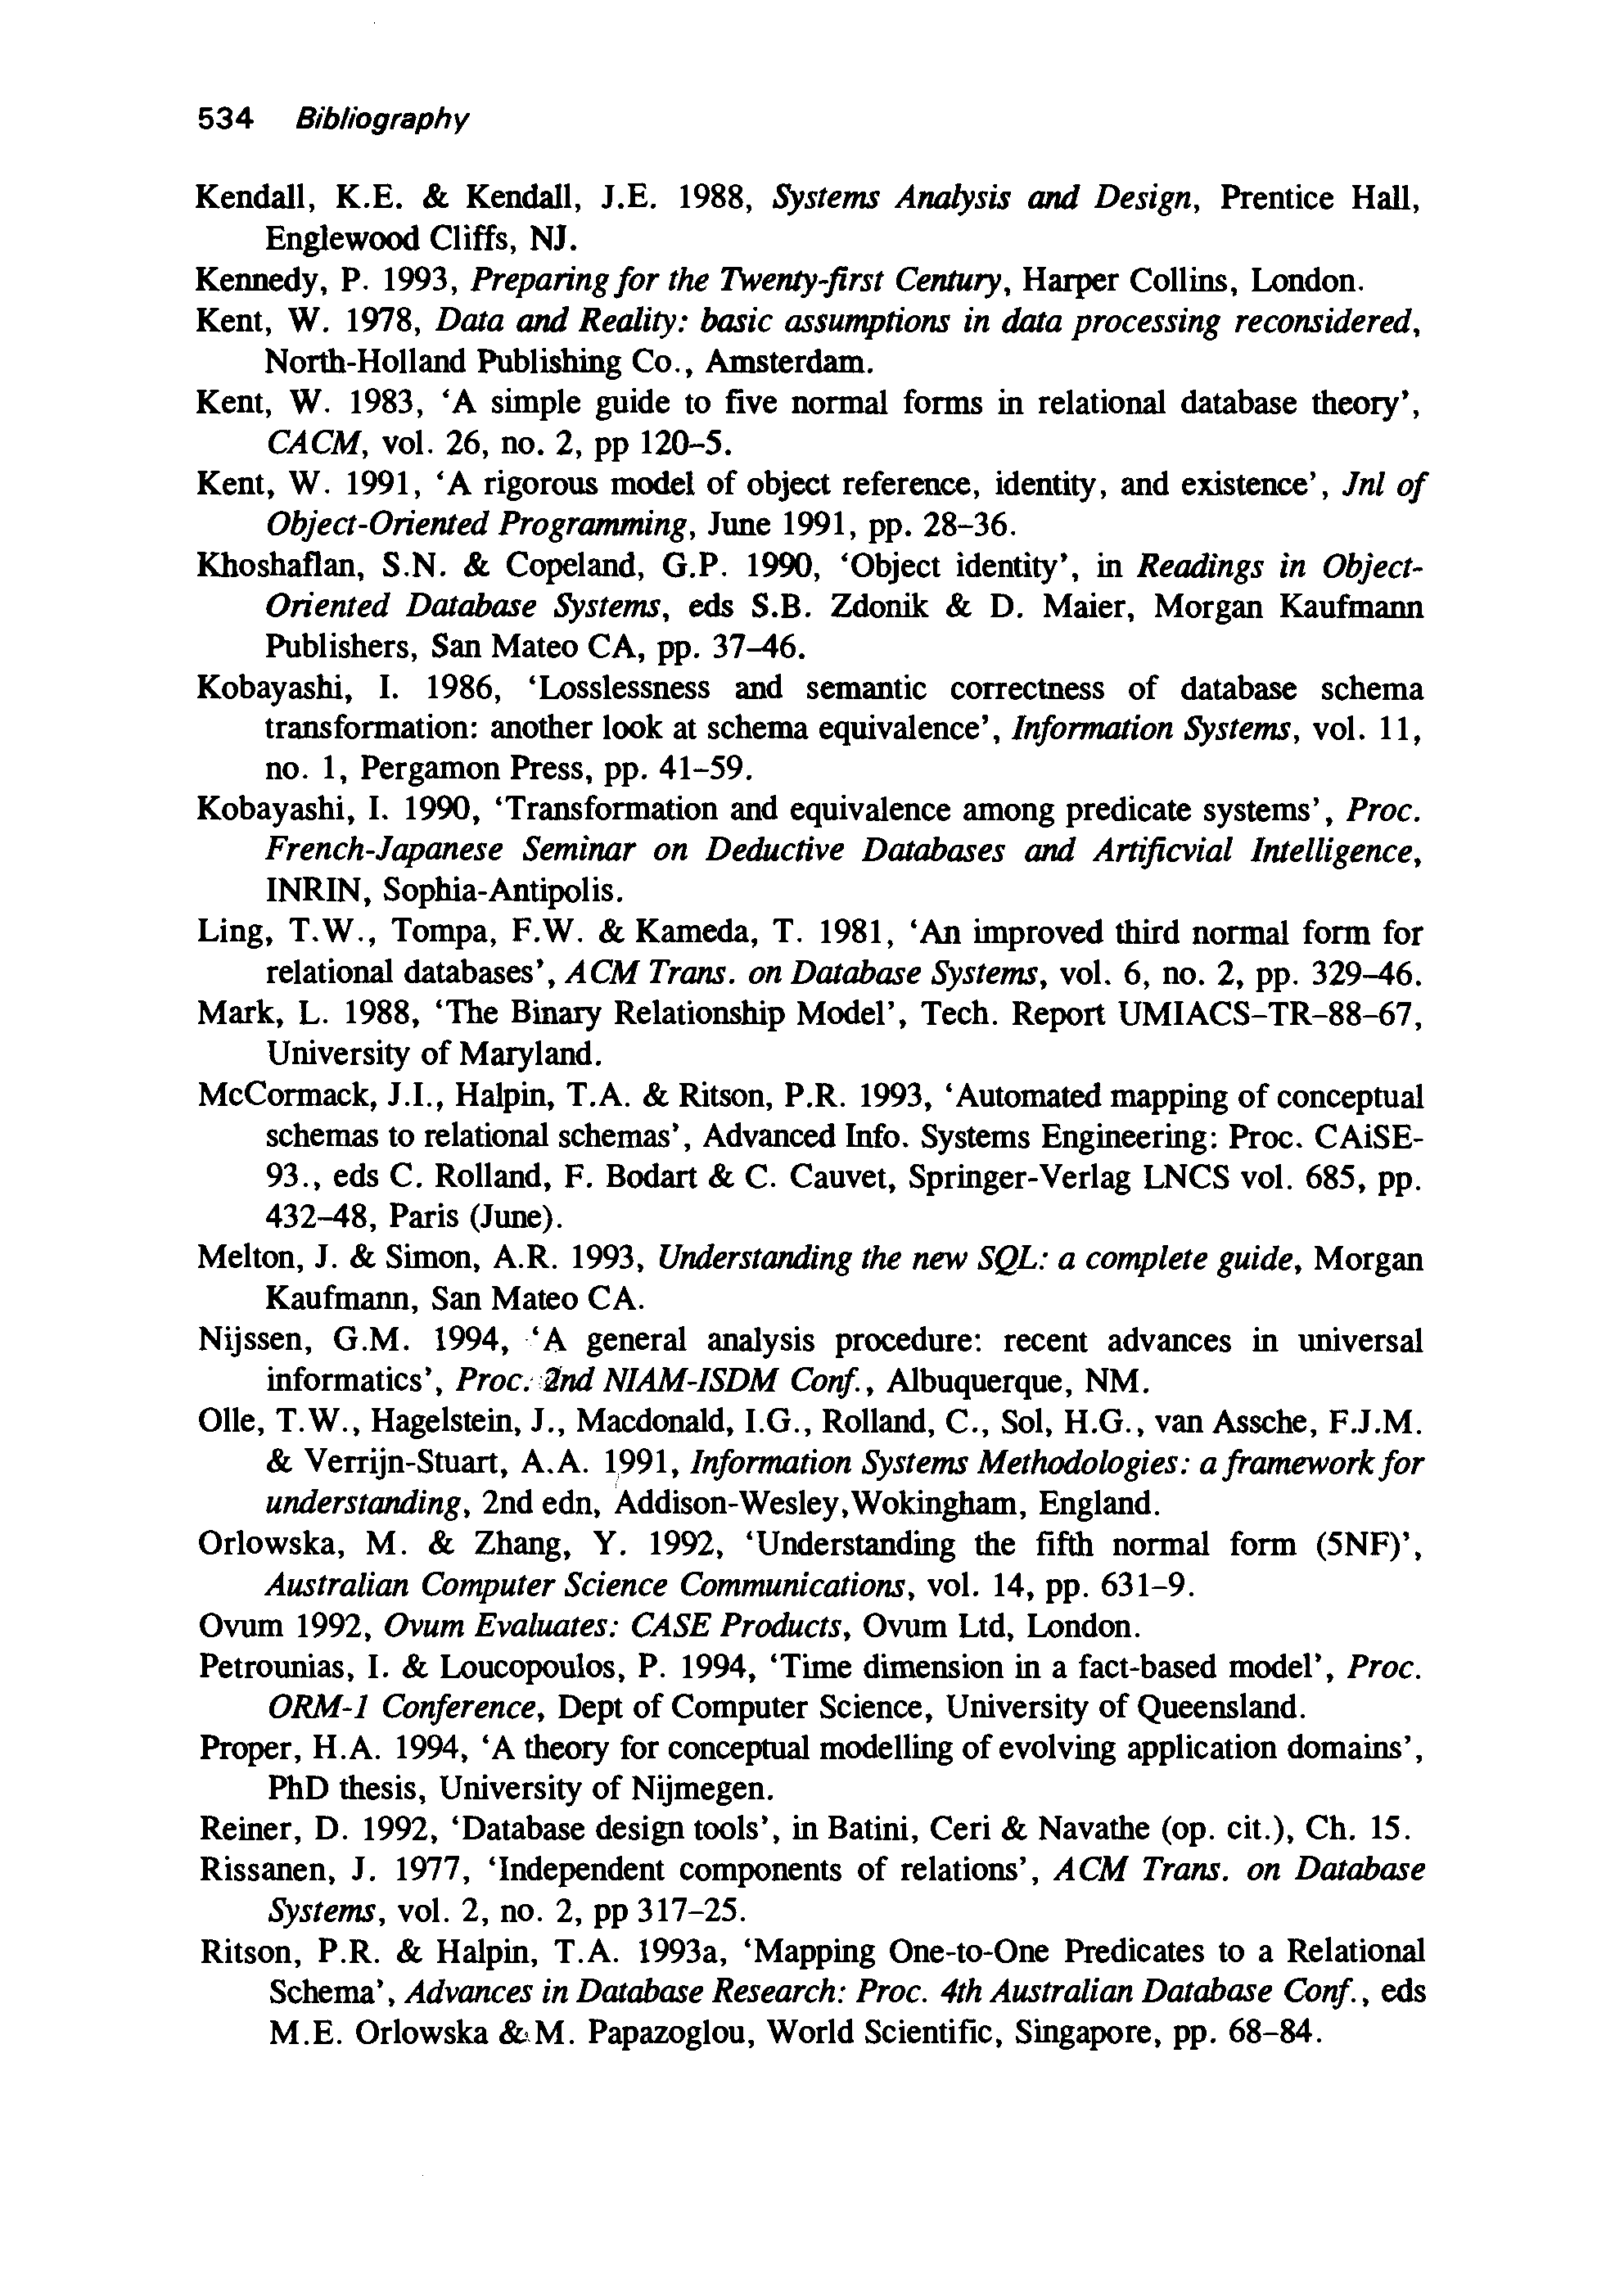 534 Bibliography
Kendall, K.E. & Kendall, J.E. 1988, Systems Analysis and Design, Prentice Hall,
Englewood Cliffs, NJ.
Kennedy, P. 1993, Preparing for the Twenty-first Century, Harper Collins, London.
Kent, W. 1978, Data and Reality: basic assumptions in data processing reconsidered,
North-Holland Publishing Co., Amsterdam.
Kent, W. 1983, ‘A simple guide to five normal forms in relational database theory’,
CACM, vol. 26, no. 2, pp 120–5.
Kent, W. 1991, ‘A rigorous model of object reference, identity, and existence’, Jnl of
Object-Oriented Programming, June 1991, pp. 28–36.
Khoshaflan, S.N. & Copeland, G.P. 1990, ‘Object identity’, in Readings in Object-
Oriented Database Systems, eds S.B. Zdonik & D. Maier, Morgan Kaufmann
Publishers, San Mateo CA, pp. 37–46.
Kobayashi, I. 1986, ‘Losslessness and semantic correctness of database schema
transformation: another look at schema equivalence’, Information Systems, vol. 11,
no. 1, Pergamon Press, pp. 41–59.
Kobayashi, I. 1990, ‘Transformation and equivalence among predicate systems’, Proc.
French-Japanese Seminar on Deductive Databases and Artificvial Intelligence,
INRIN, Sophia-Antipolis.
Ling, T.W., Tompa, F.W. & Kameda, T. 1981, ‘An improved third normal form for
relational databases’, ACM Trans. on Database Systems, vol. 6, no. 2, pp. 329–46.
Mark, L. 1988, ‘The Binary Relationship Model’, Tech. Report UMIACS–TR–88–67,
University of Maryland.
McCormack, J.I., Halpin, T.A. & Ritson, P.R. 1993, ‘Automated mapping of conceptual
schemas to relational schemas’, Advanced Info. Systems Engineering: Proc. CAiSE-
93., eds C. Rolland, F. Bodart & C. Cauvet, Springer-Verlag LNCS vol. 685, pp.
432–48, Paris (June).
Melton, J. & Simon, A.R. 1993, Understanding the new SQL: a complete guide, Morgan
Kaufmann, San Mateo CA.
Nijssen, G.M. 1994, ‘A general analysis procedure: recent advances in universal
informatics’, Proc. 2nd NIAM-ISDM Conf., Albuquerque, NM.
Olle, T.W., Hagelstein, J., Macdonald, I.G., Rolland, C., Sol, H.G., van Assche, F.J.M.
& Verrijn-Stuart, A.A. 1991, Information Systems Methodologies: a framework for
understanding, 2nd edn, Addison-Wesley,Wokingham, England.
Orlowska, M. & Zhang, Y. 1992, ‘Understanding the fifth normal form (5NF)’,
Australian Computer Science Communications, vol. 14, pp. 631–9.
Ovum 1992, Ovum Evaluates: CASE Products, Ovum Ltd, London.
Petrounias, I. & Loucopoulos, P. 1994, ‘Time dimension in a fact-based model’, Proc.
ORM-1 Conference, Dept of Computer Science, University of Queensland.
Proper, H.A. 1994, ‘A theory for conceptual modelling of evolving application domains’,
PhD thesis, University of Nijmegen.
Reiner, D. 1992, ‘Database design tools’, in Batini, Ceri & Navathe (op. cit.), Ch. 15.
Rissanen, J. 1977, ‘Independent components of relations’, ACM Trans. on Database
Systems, vol. 2, no. 2, pp 317–25.
Ritson, P.R. & Halpin, T.A. 1993a, ‘Mapping One-to-One Predicates to a Relational
Schema’, Advances in Database Research: Proc. 4th Australian Database Conf., eds
M.E. Orlowska & M. Papazoglou, World Scientific, Singapore, pp. 68–84.